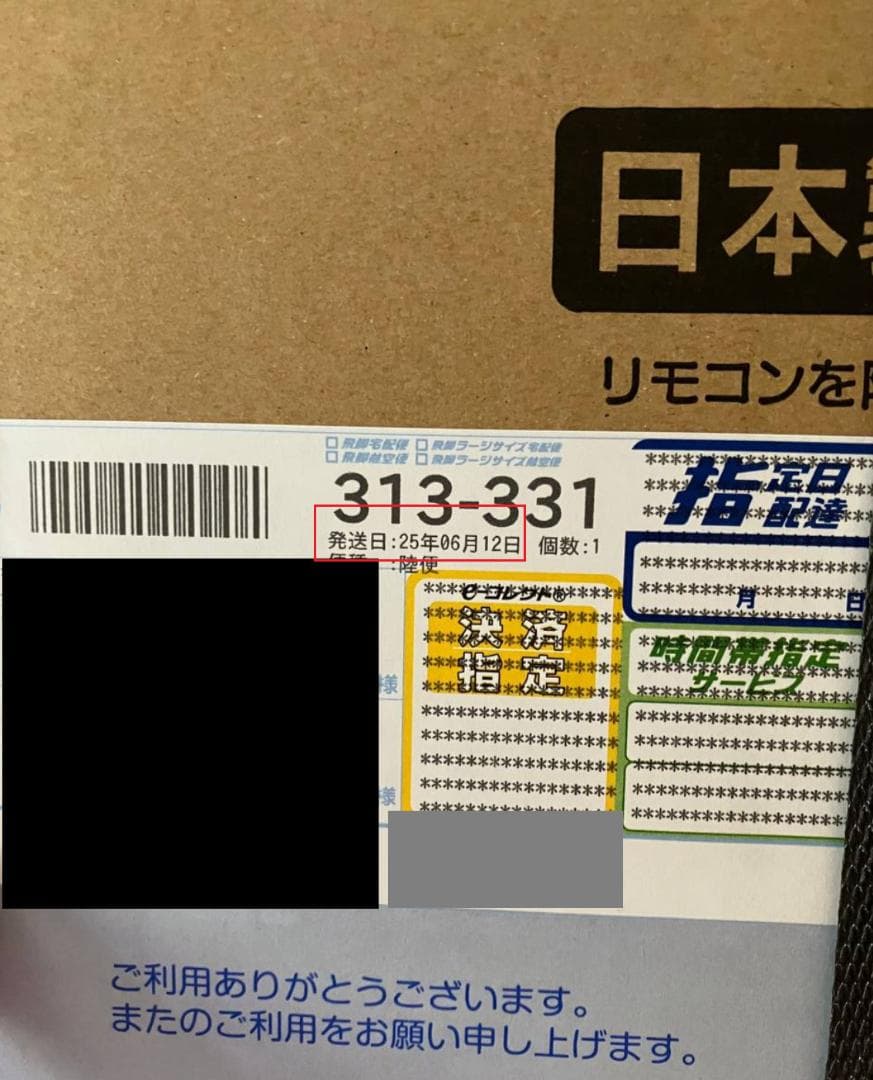 日本
リモコンを
飛脚宅配便 飛脚ラージサイズ宅配便
飛脚航空便 飛脚ラージサイズ航空便
313-331
発送日:25年06月12日 個数:1
便種 :陸便
指定日
配達
月 日
e-コレクト®
決済
指定
時間帯指定
サービス
様
様
ご利用ありがとうございます。
またのご利用をお願い申し上げます。